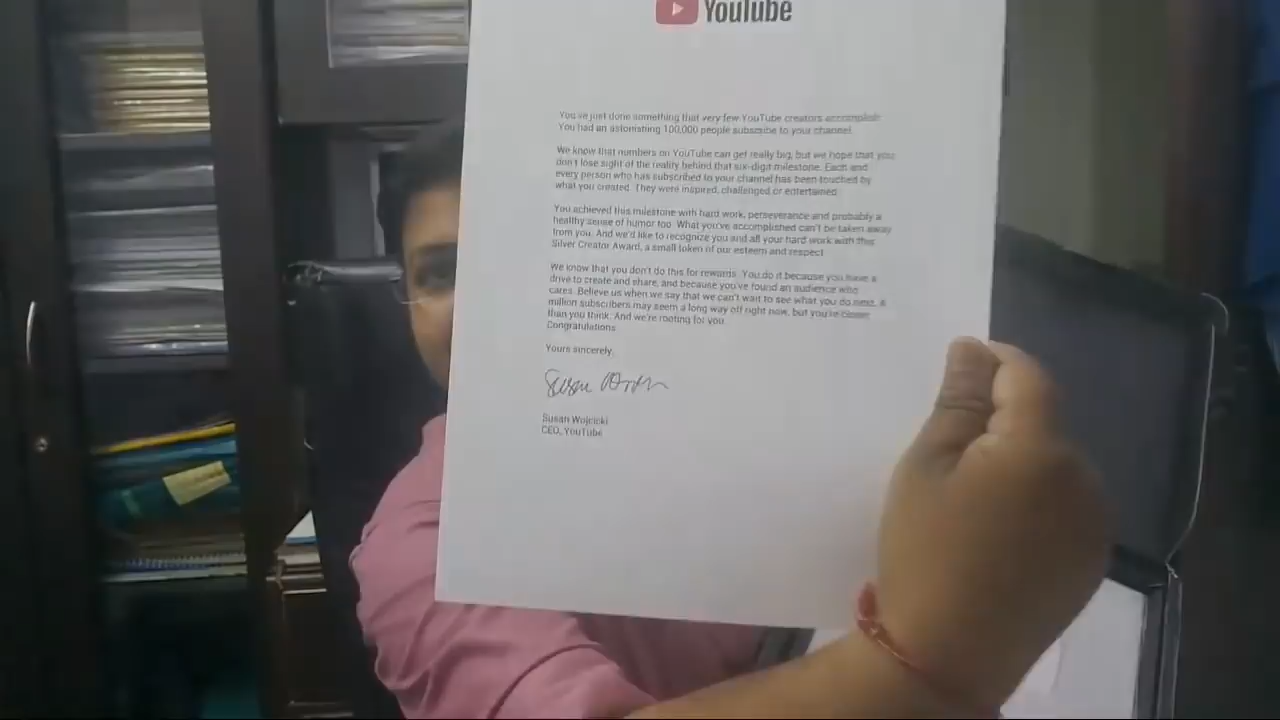 YouTube
You've just done something that very few YouTube creators accomplish.
You had an astonishing 100,000 people subscribe to your channel.
We know that numbers on YouTube can get really big, but we hope that you
don't lose sight of the reality behind that six-digit milestone. Each and
every person who has subscribed to your channel has been touched by
what you created. They were inspired, challenged or entertained.
You achieved this milestone with hard work, perseverance and probably a
healthy sense of humor too. What you've accomplished can't be taken away
from you. And we'd like to recognize you and all your hard work with this
Silver Creator Award, a small token of our esteem and respect.
We know that you don't do this for rewards. You do it because you have a
drive to create and share, and because you've found an audience who
cares. Believe us when we say that we can't wait to see what you do next. A
million subscribers may seem a long way off right now, but you're closer
than you think. And we're rooting for you.
Congratulations.
Yours sincerely,
Susan Wojcicki
CEO, YouTube